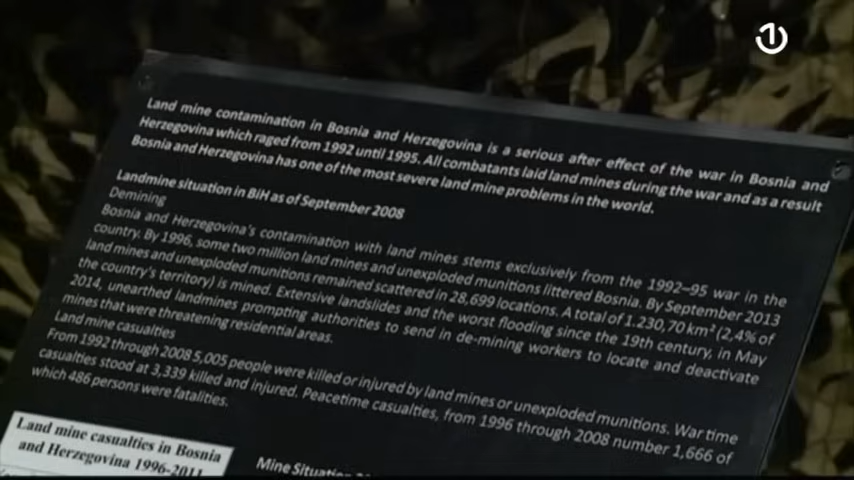 Land mine contamination in Bosnia and Herzegovina is a serious after effect of the war in Bosnia and
Herzegovina which raged from 1992 until 1995. All combatants laid land mines during the war and as a result
Bosnia and Herzegovina has one of the most severe land mine problems in the world.
Landmine situation in BiH as of September 2008
Demining
Bosnia and Herzegovina's contamination with land mines stems exclusively from the 1992–95 war in the
country. By 1996, some two million land mines and unexploded munitions littered Bosnia. By September 2013
land mines and unexploded munitions remained scattered in 28,699 locations. A total of 1.230,70 km² (2,4% of
the country's territory) is mined. Extensive landslides and the worst flooding since the 19th century, in May
2014, unearthed landmines prompting authorities to send in de-mining workers to locate and deactivate
mines that were threatening residential areas.
Land mine casualties
From 1992 through 2008 5,005 people were killed or injured by land mines or unexploded munitions. War time
casualties stood at 3,339 killed and injured. Peacetime casualties, from 1996 through 2008 number 1,666 of
which 486 persons were fatalities.
Land mine casualties in Bosnia
and Herzegovina 1996-2011
Mine Situation